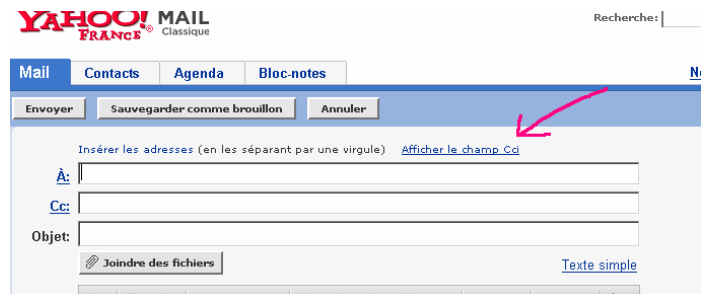 YAHOO! MAIL
FRANCE® Classique
Recherche:
Mail Contacts Agenda Bloc-notes
Envoyer Sauvegarder comme brouillon Annuler
Insérer les adresses (en les séparant par une virgule) Afficher le champ Cci
À:
Cc:
Objet:
Joindre des fichiers Texte simple